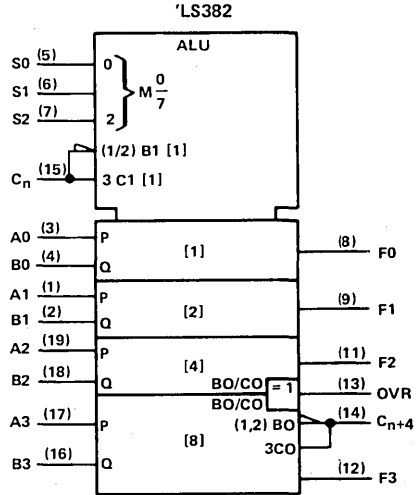 'LS382
ALU
S0 (5) 0
S1 (6) M 0/7
S2 (7) 2
(1/2) B1 [1]
Cn (15) 3 C1 [1]
A0 (3) P [1] (8) F0
B0 (4) Q
A1 (1) P [2] (9) F1
B1 (2) Q
A2 (19) P [4] (11) F2
B2 (18) Q BO/CO = 1 (13) OVR
BO/CO
A3 (17) P (1,2) BO (14) Cn+4
[8] 3CO
B3 (16) Q (12) F3